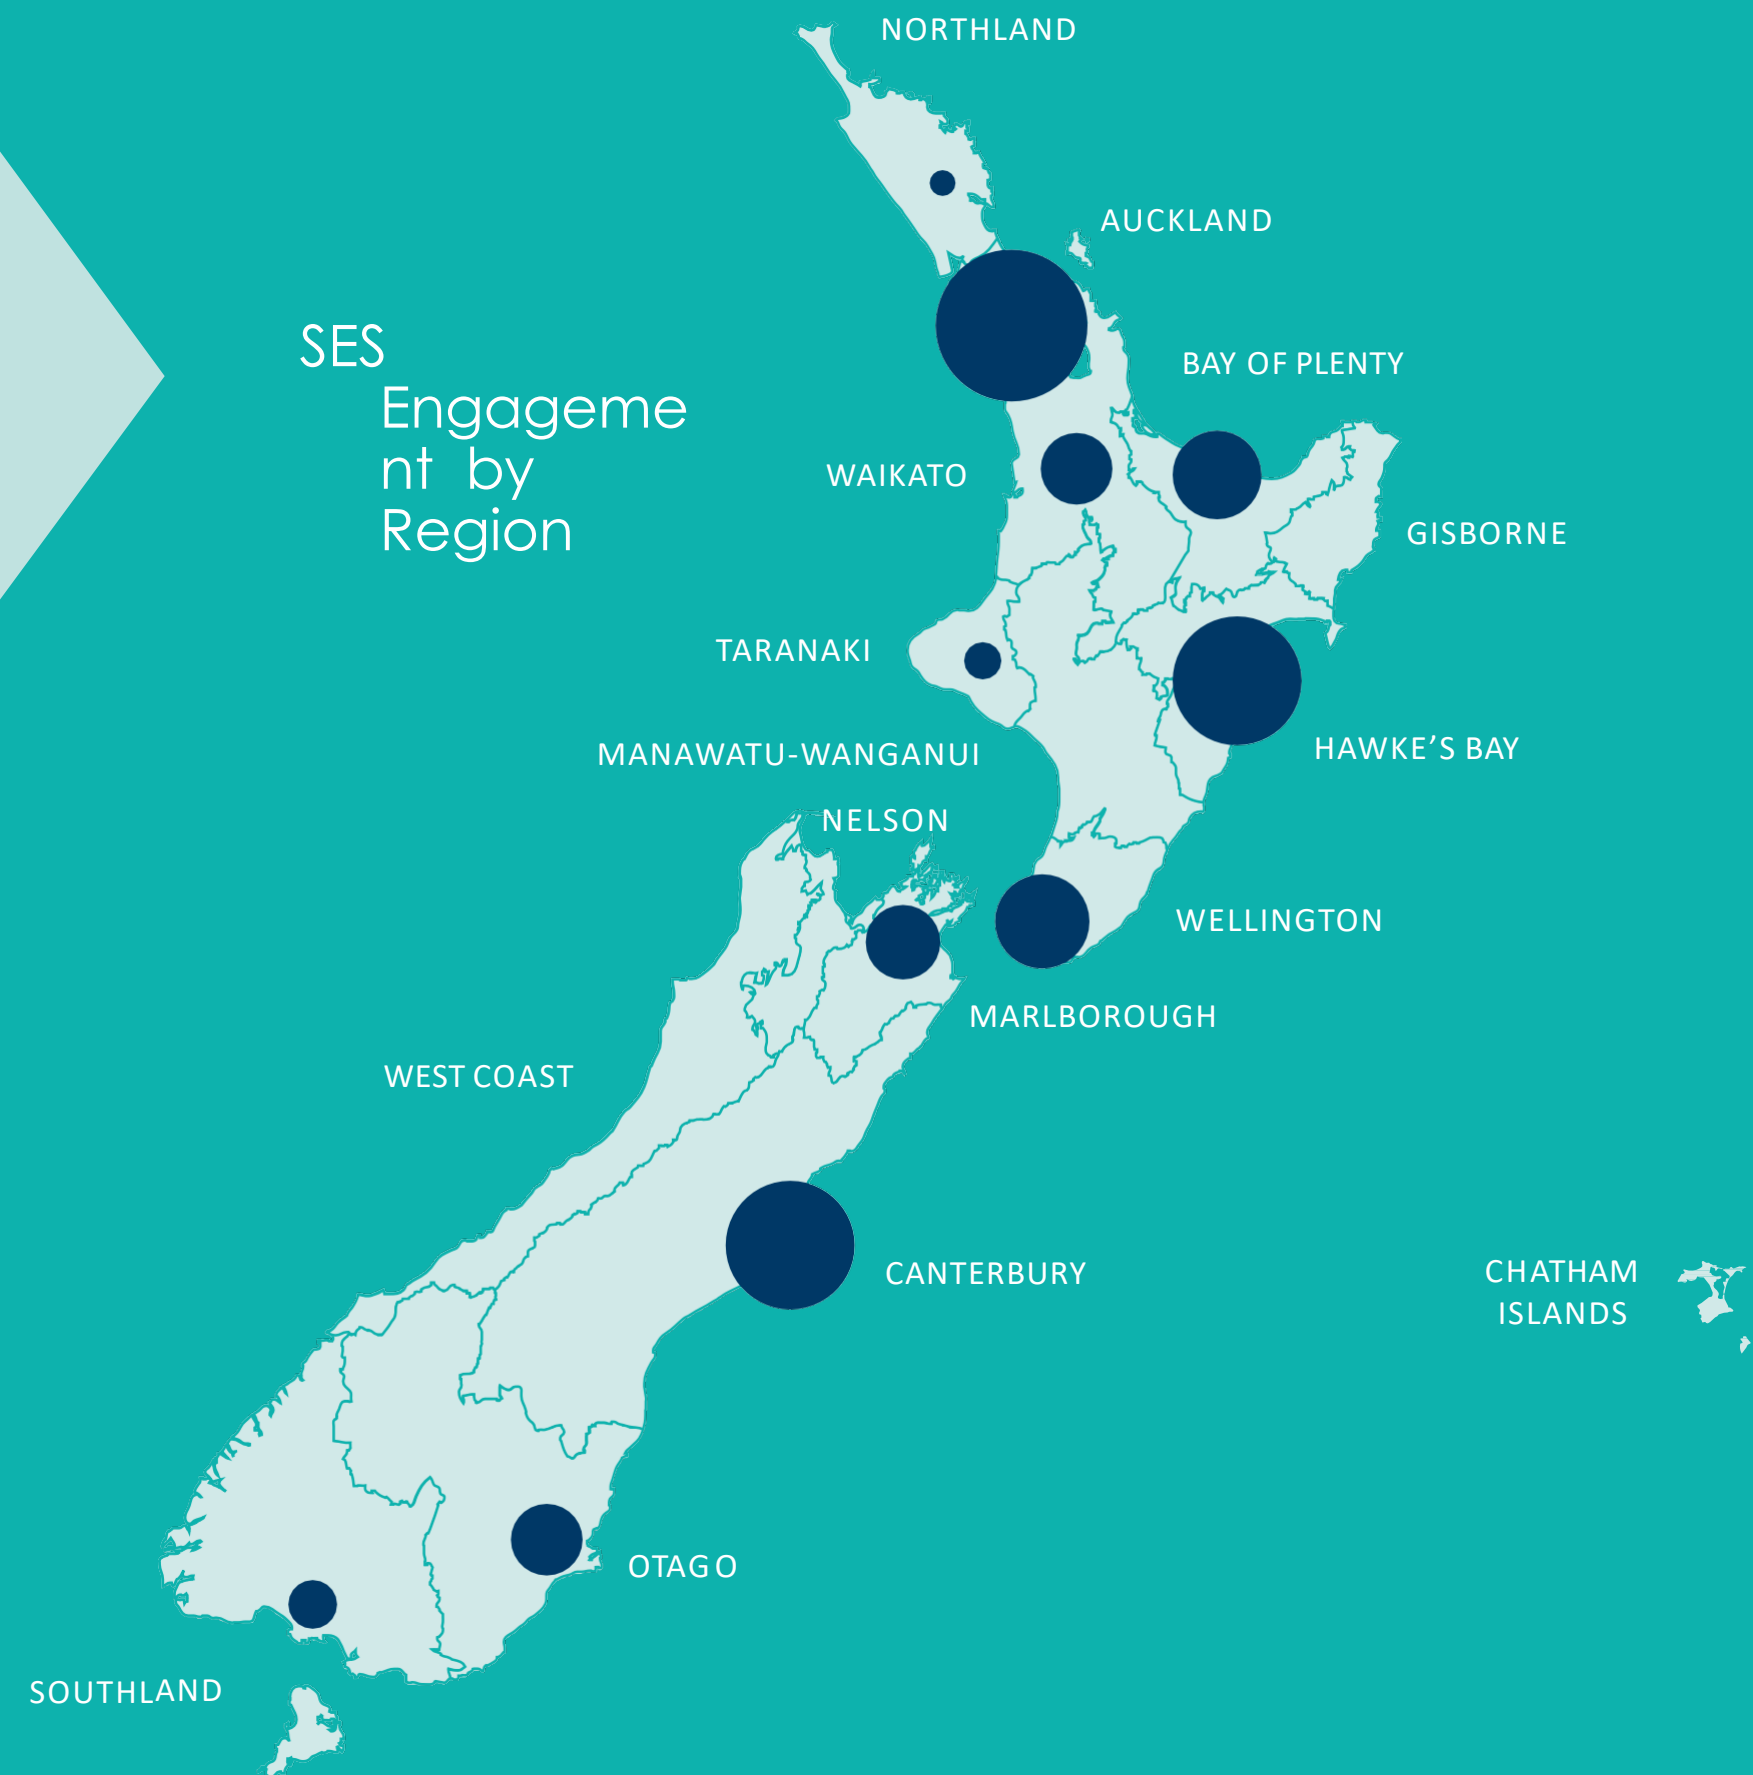 NORTHLAND
AUCKLAND
SES
Engageme
nt by
Region
BAY OF PLENTY
WAIKATO
GISBORNE
TARANAKI
MANAWATU-WANGANUI
HAWKE’S BAY
NELSON
WELLINGTON
MARLBOROUGH
WEST COAST
CANTERBURY
CHATHAM
ISLANDS
OTAGO
SOUTHLAND